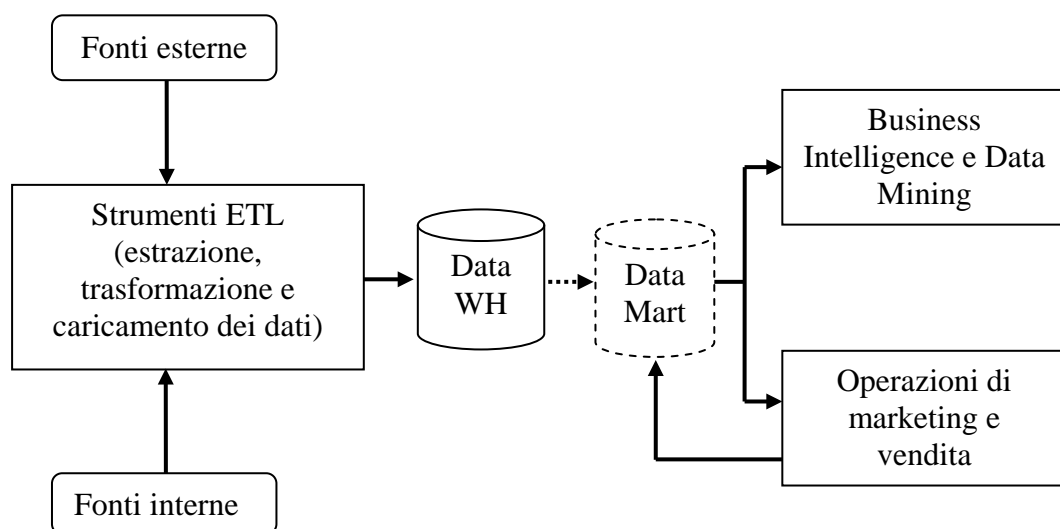 Fonti esterne
Business
Intelligence e Data
Mining
Strumenti ETL
(estrazione,
trasformazione e
caricamento dei dati)
Data
WH
Data
Mart
Operazioni di
marketing e
vendita
Fonti interne